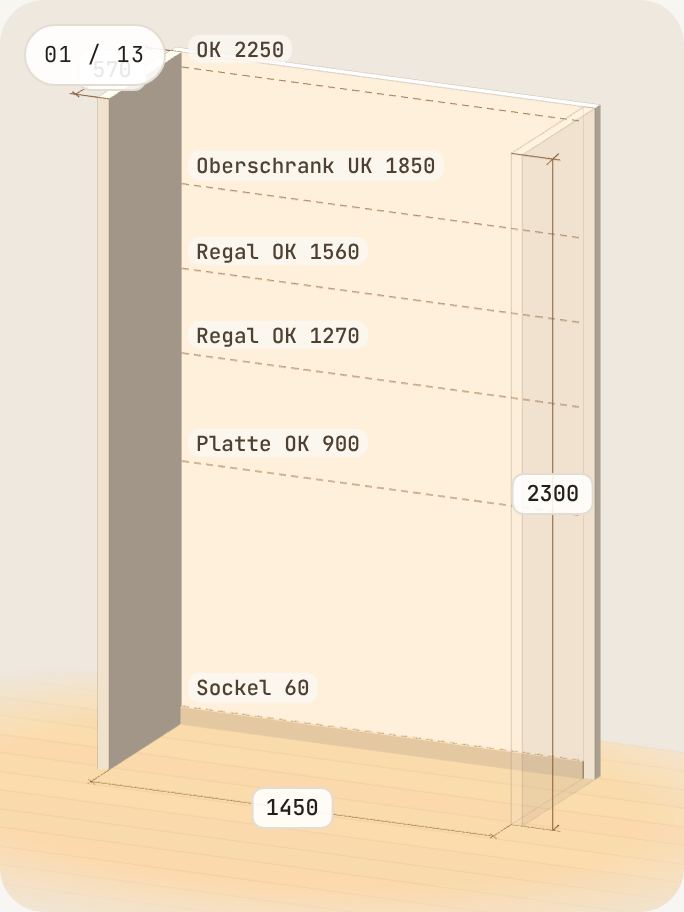 01 / 13
570
OK 2250
Oberschrank UK 1850
Regal OK 1560
Regal OK 1270
Platte OK 900
2300
Sockel 60
1450